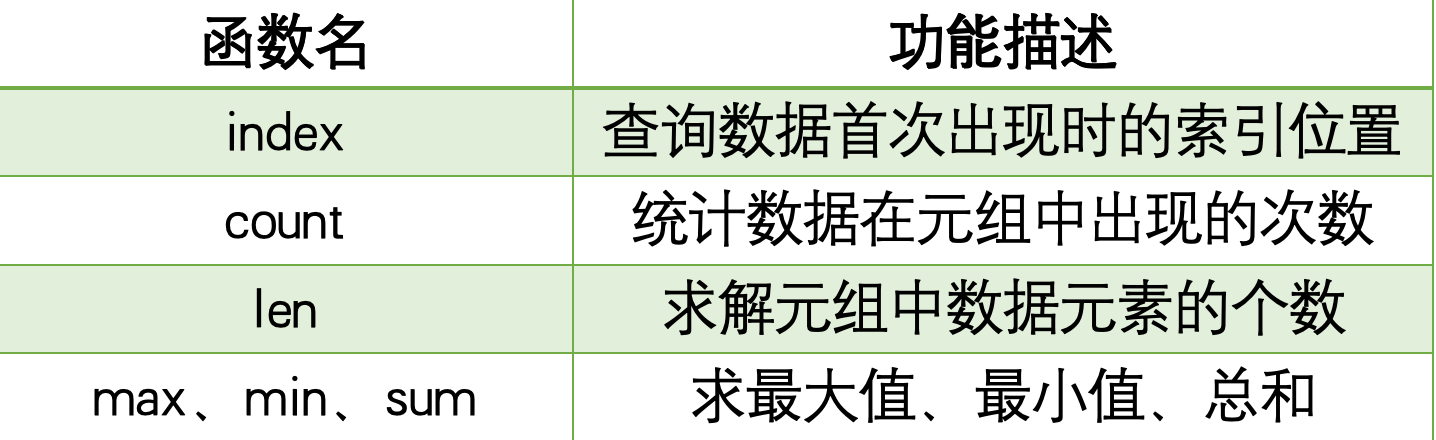 函数名 功能描述
index 查询数据首次出现时的索引位置
count 统计数据在元组中出现的次数
len 求解元组中数据元素的个数
max、min、sum 求最大值、最小值、总和